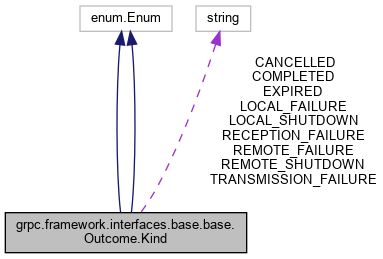 enum.Enum
string
CANCELLED
COMPLETED
EXPIRED
LOCAL_FAILURE
LOCAL_SHUTDOWN
RECEPTION_FAILURE
REMOTE_FAILURE
REMOTE_SHUTDOWN
TRANSMISSION_FAILURE
grpc.framework.interfaces.base.base.
Outcome.Kind